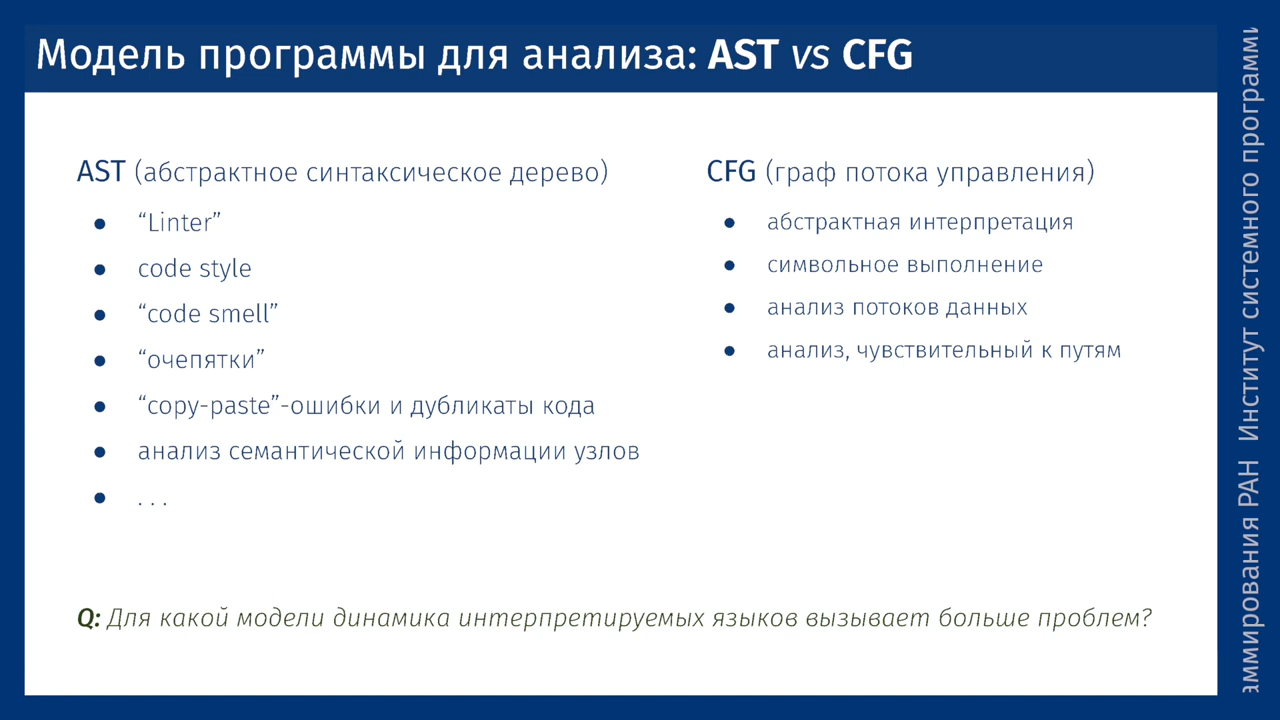 Модель программы для анализа: AST vs CFG
AST (абстрактное синтаксическое дерево)
● “Linter”
● code style
● “code smell”
● “очепятки”
● “copy-paste”-ошибки и дубликаты кода
● анализ семантической информации узлов
● . . .
CFG (граф потока управления)
● абстрактная интерпретация
● символьное выполнение
● анализ потоков данных
● анализ, чувствительный к путям
Q: Для какой модели динамика интерпретируемых языков вызывает больше проблем?
аммирования РАН Институт системного программи